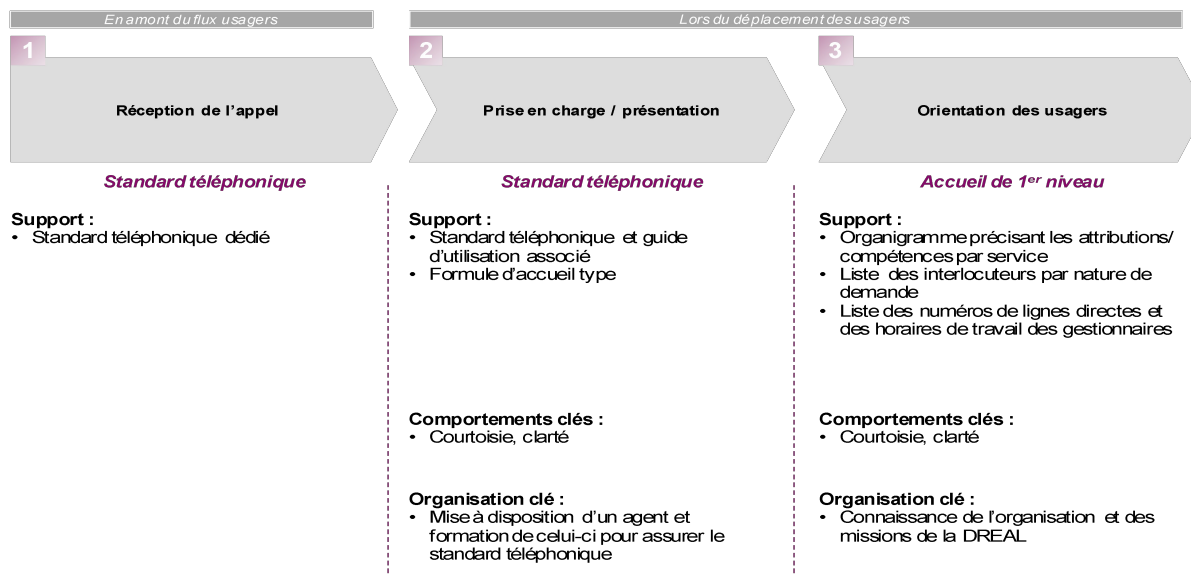 En amont du flux usagers
Lors du déplacement des usagers
1
Réception de l'appel
2
Prise en charge / présentation
3
Orientation des usagers
Standard téléphonique
Support :
• Standard téléphonique dédié
Standard téléphonique
Support :
• Standard téléphonique et guide
d'utilisation associé
• Formule d'accueil type
Comportements clés :
• Courtoisie, clarté
Organisation clé :
• Mise à disposition d'un agent et
formation de celui-ci pour assurer le
standard téléphonique
Accueil de 1er niveau
Support :
• Organigramme précisant les attributions/
compétences par service
• Liste des interlocuteurs par nature de
demande
• Liste des numéros de lignes directes et
des horaires de travail des gestionnaires
Comportements clés :
• Courtoisie, clarté
Organisation clé :
• Connaissance de l'organisation et des
missions de la DREAL